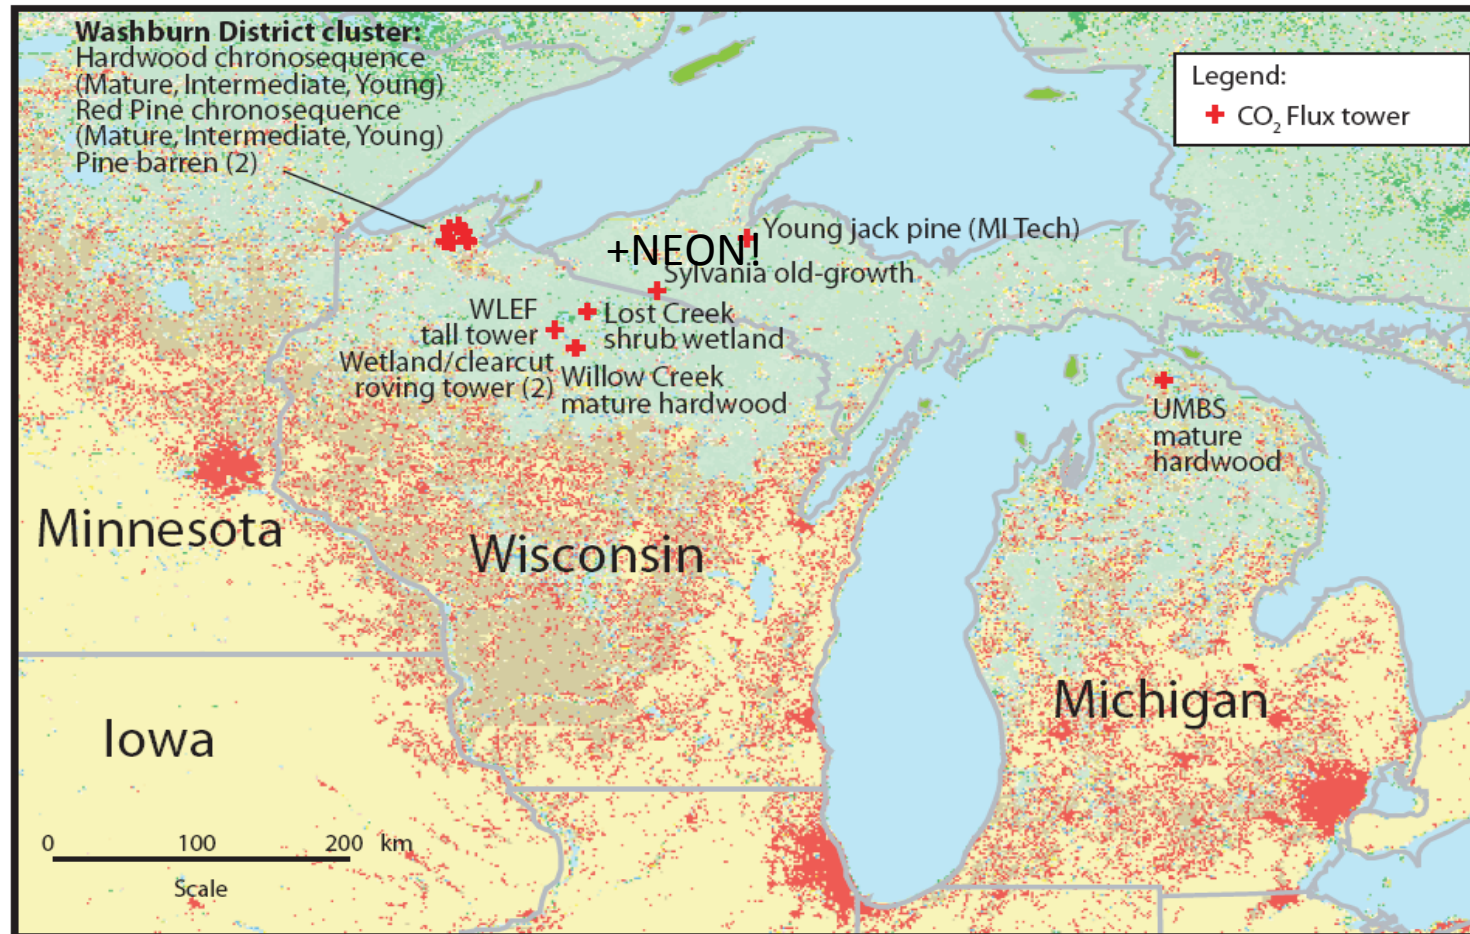 Washburn District cluster:
Hardwood chronosequence
(Mature, Intermediate, Young)
Red Pine chronosequence
(Mature, Intermediate, Young)
Pine barren (2)
Legend:
CO2 Flux tower
Young jack pine (MI Tech)
+NEON!
Sylvania old-growth
WLEF
tall tower
Lost Creek
shrub wetland
Wetland/clearcut
roving tower (2)
Willow Creek
mature hardwood
UMBS
mature
hardwood
Minnesota
Wisconsin
Michigan
Iowa
0 100 200 km
Scale